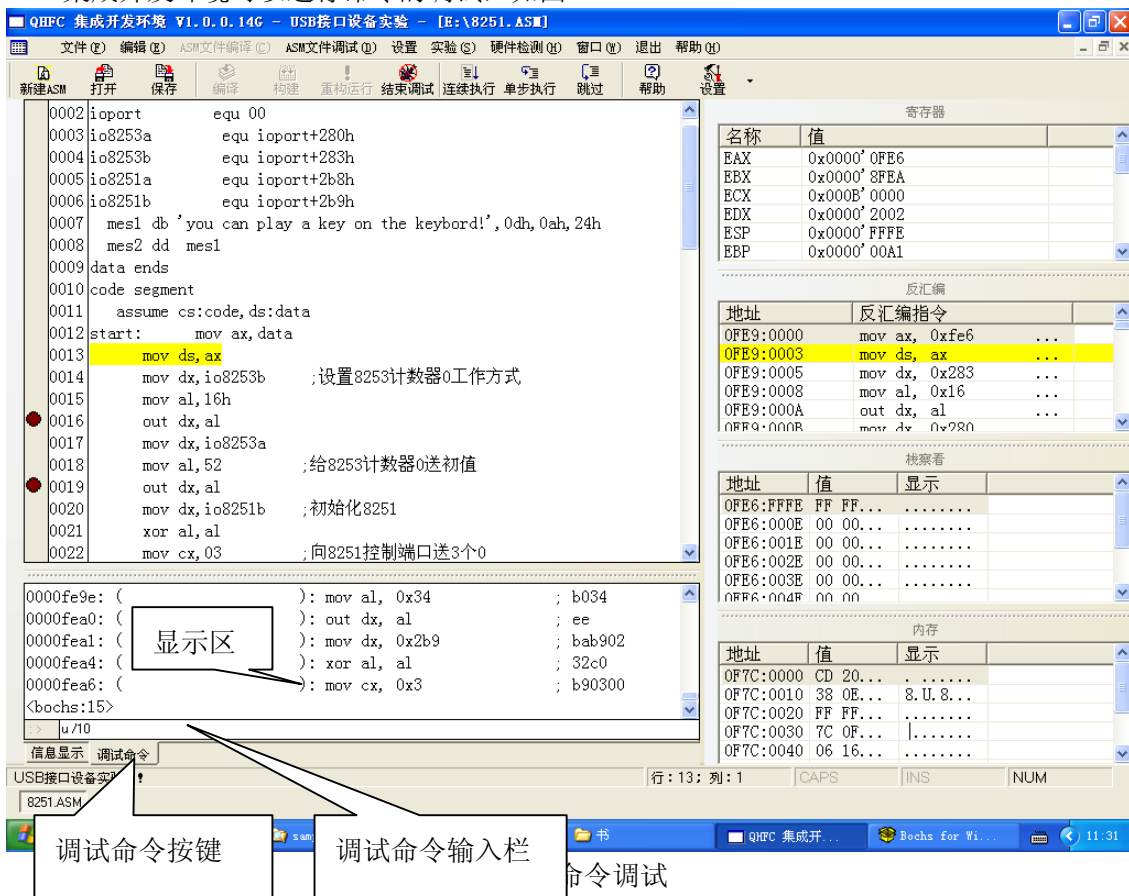 QHFC 集成开发环境 V1.0.0.14G - USB接口设备实验 - [E:\8251.ASM]
文件(F) 编辑(E) ASM文件编译(C) ASM文件调试(D) 设置 实验(S) 硬件检测(H) 窗口(W) 退出 帮助(H)
新建ASM 打开 保存 编译 构建 重构运行 结束调试 连续执行 单步执行 跳过 帮助 设置
0002 ioport equ 00
0003 io8253a equ ioport+280h
0004 io8253b equ ioport+283h
0005 io8251a equ ioport+2b8h
0006 io8251b equ ioport+2b9h
0007 mes1 db 'you can play a key on the keybord!',0dh,0ah,24h
0008 mes2 dd mes1
0009 data ends
0010 code segment
0011 assume cs:code,ds:data
0012 start: mov ax,data
0013 mov ds,ax
0014 mov dx,io8253b ;设置8253计数器0工作方式
0015 mov al,16h
0016 out dx,al
0017 mov dx,io8253a
0018 mov al,52 ;给8253计数器0送初值
0019 out dx,al
0020 mov dx,io8251b ;初始化8251
0021 xor al,al
0022 mov cx,03 ;向8251控制端口送3个0
寄存器
名称 值
EAX 0x0000'0FE6
EBX 0x0000'8FEA
ECX 0x000B'0000
EDX 0x0000'2002
ESP 0x0000'FFFE
EBP 0x0000'00A1
反汇编
地址 反汇编指令
0FE9:0000 mov ax, 0xfe6 ...
0FE9:0003 mov ds, ax ...
0FE9:0005 mov dx, 0x283 ...
0FE9:0008 mov al, 0x16 ...
0FE9:000A out dx, al ...
0FE9:000B mov dx, 0x280
栈察看
地址 值 显示
0FE6:FFFE FF FF... ........
0FE6:000E 00 00... ........
0FE6:001E 00 00... ........
0FE6:002E 00 00... ........
0FE6:003E 00 00... ........
0FE6:004E 00 00
内存
地址 值 显示
0F7C:0000 CD 20... . ......
0F7C:0010 38 0E... 8.U.8...
0F7C:0020 FF FF... ........
0F7C:0030 7C 0F... |.......
0F7C:0040 06 16... ........
0000fe9e: ( ): mov al, 0x34 ; b034
0000fea0: ( ): out dx, al ; ee
0000fea1: ( ): mov dx, 0x2b9 ; bab902
0000fea4: ( ): xor al, al ; 32c0
0000fea6: ( ): mov cx, 0x3 ; b90300
<bochs:15>
显示区
:> u /10
信息显示 调试命令
USB接口设备实 ! 行:13; 列:1 CAPS INS NUM
8251.ASM
sam 书 QHFC 集成开... Bochs for Wi... 11:31
调试命令按键
调试命令输入栏
命令调试